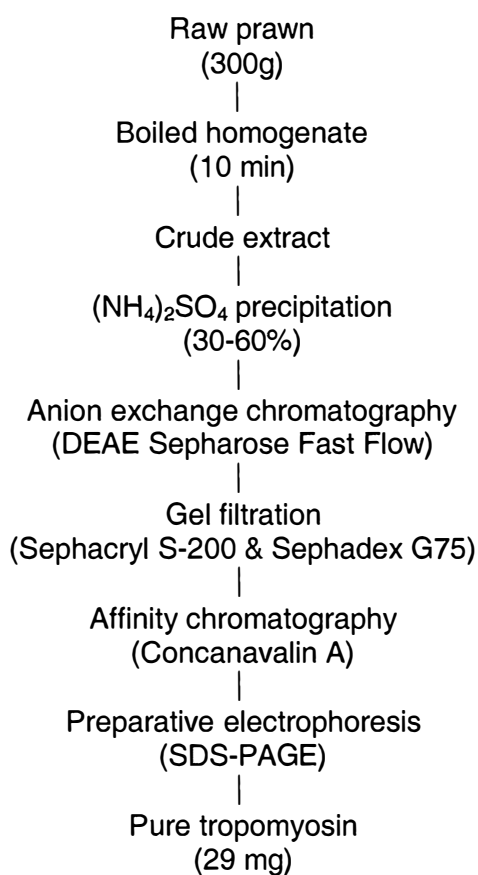 Raw prawn
(300g)
Boiled homogenate
(10 min)
Crude extract
(NH₄)₂SO₄ precipitation
(30-60%)
Anion exchange chromatography
(DEAE Sepharose Fast Flow)
Gel filtration
(Sephacryl S-200 & Sephadex G75)
Affinity chromatography
(Concanavalin A)
Preparative electrophoresis
(SDS-PAGE)
Pure tropomyosin
(29 mg)